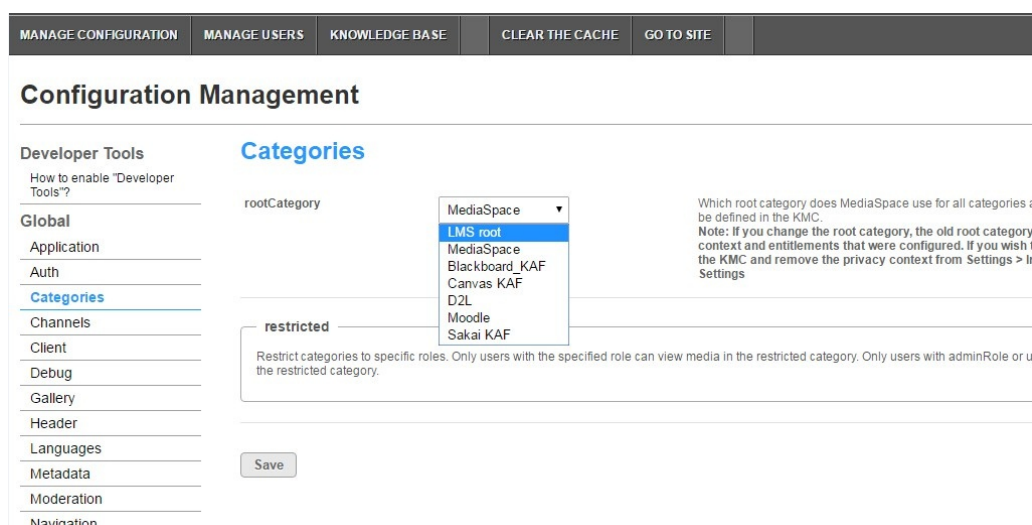 MANAGE CONFIGURATION MANAGE USERS KNOWLEDGE BASE CLEAR THE CACHE GO TO SITE
Configuration Management
Developer Tools
How to enable "Developer
Tools"?
Global
Application
Auth
Categories
Channels
Client
Debug
Gallery
Header
Languages
Metadata
Moderation
Navigation
Categories
rootCategory
MediaSpace
LMS root
MediaSpace
Blackboard_KAF
Canvas KAF
D2L
Moodle
Sakai KAF
Which root category does MediaSpace use for all categories a
be defined in the KMC.
Note: If you change the root category, the old root category
context and entitlements that were configured. If you wish t
the KMC and remove the privacy context from Settings > In
Settings
restricted
Restrict categories to specific roles. Only users with the specified role can view media in the restricted category. Only users with adminRole or u
the restricted category.
Save